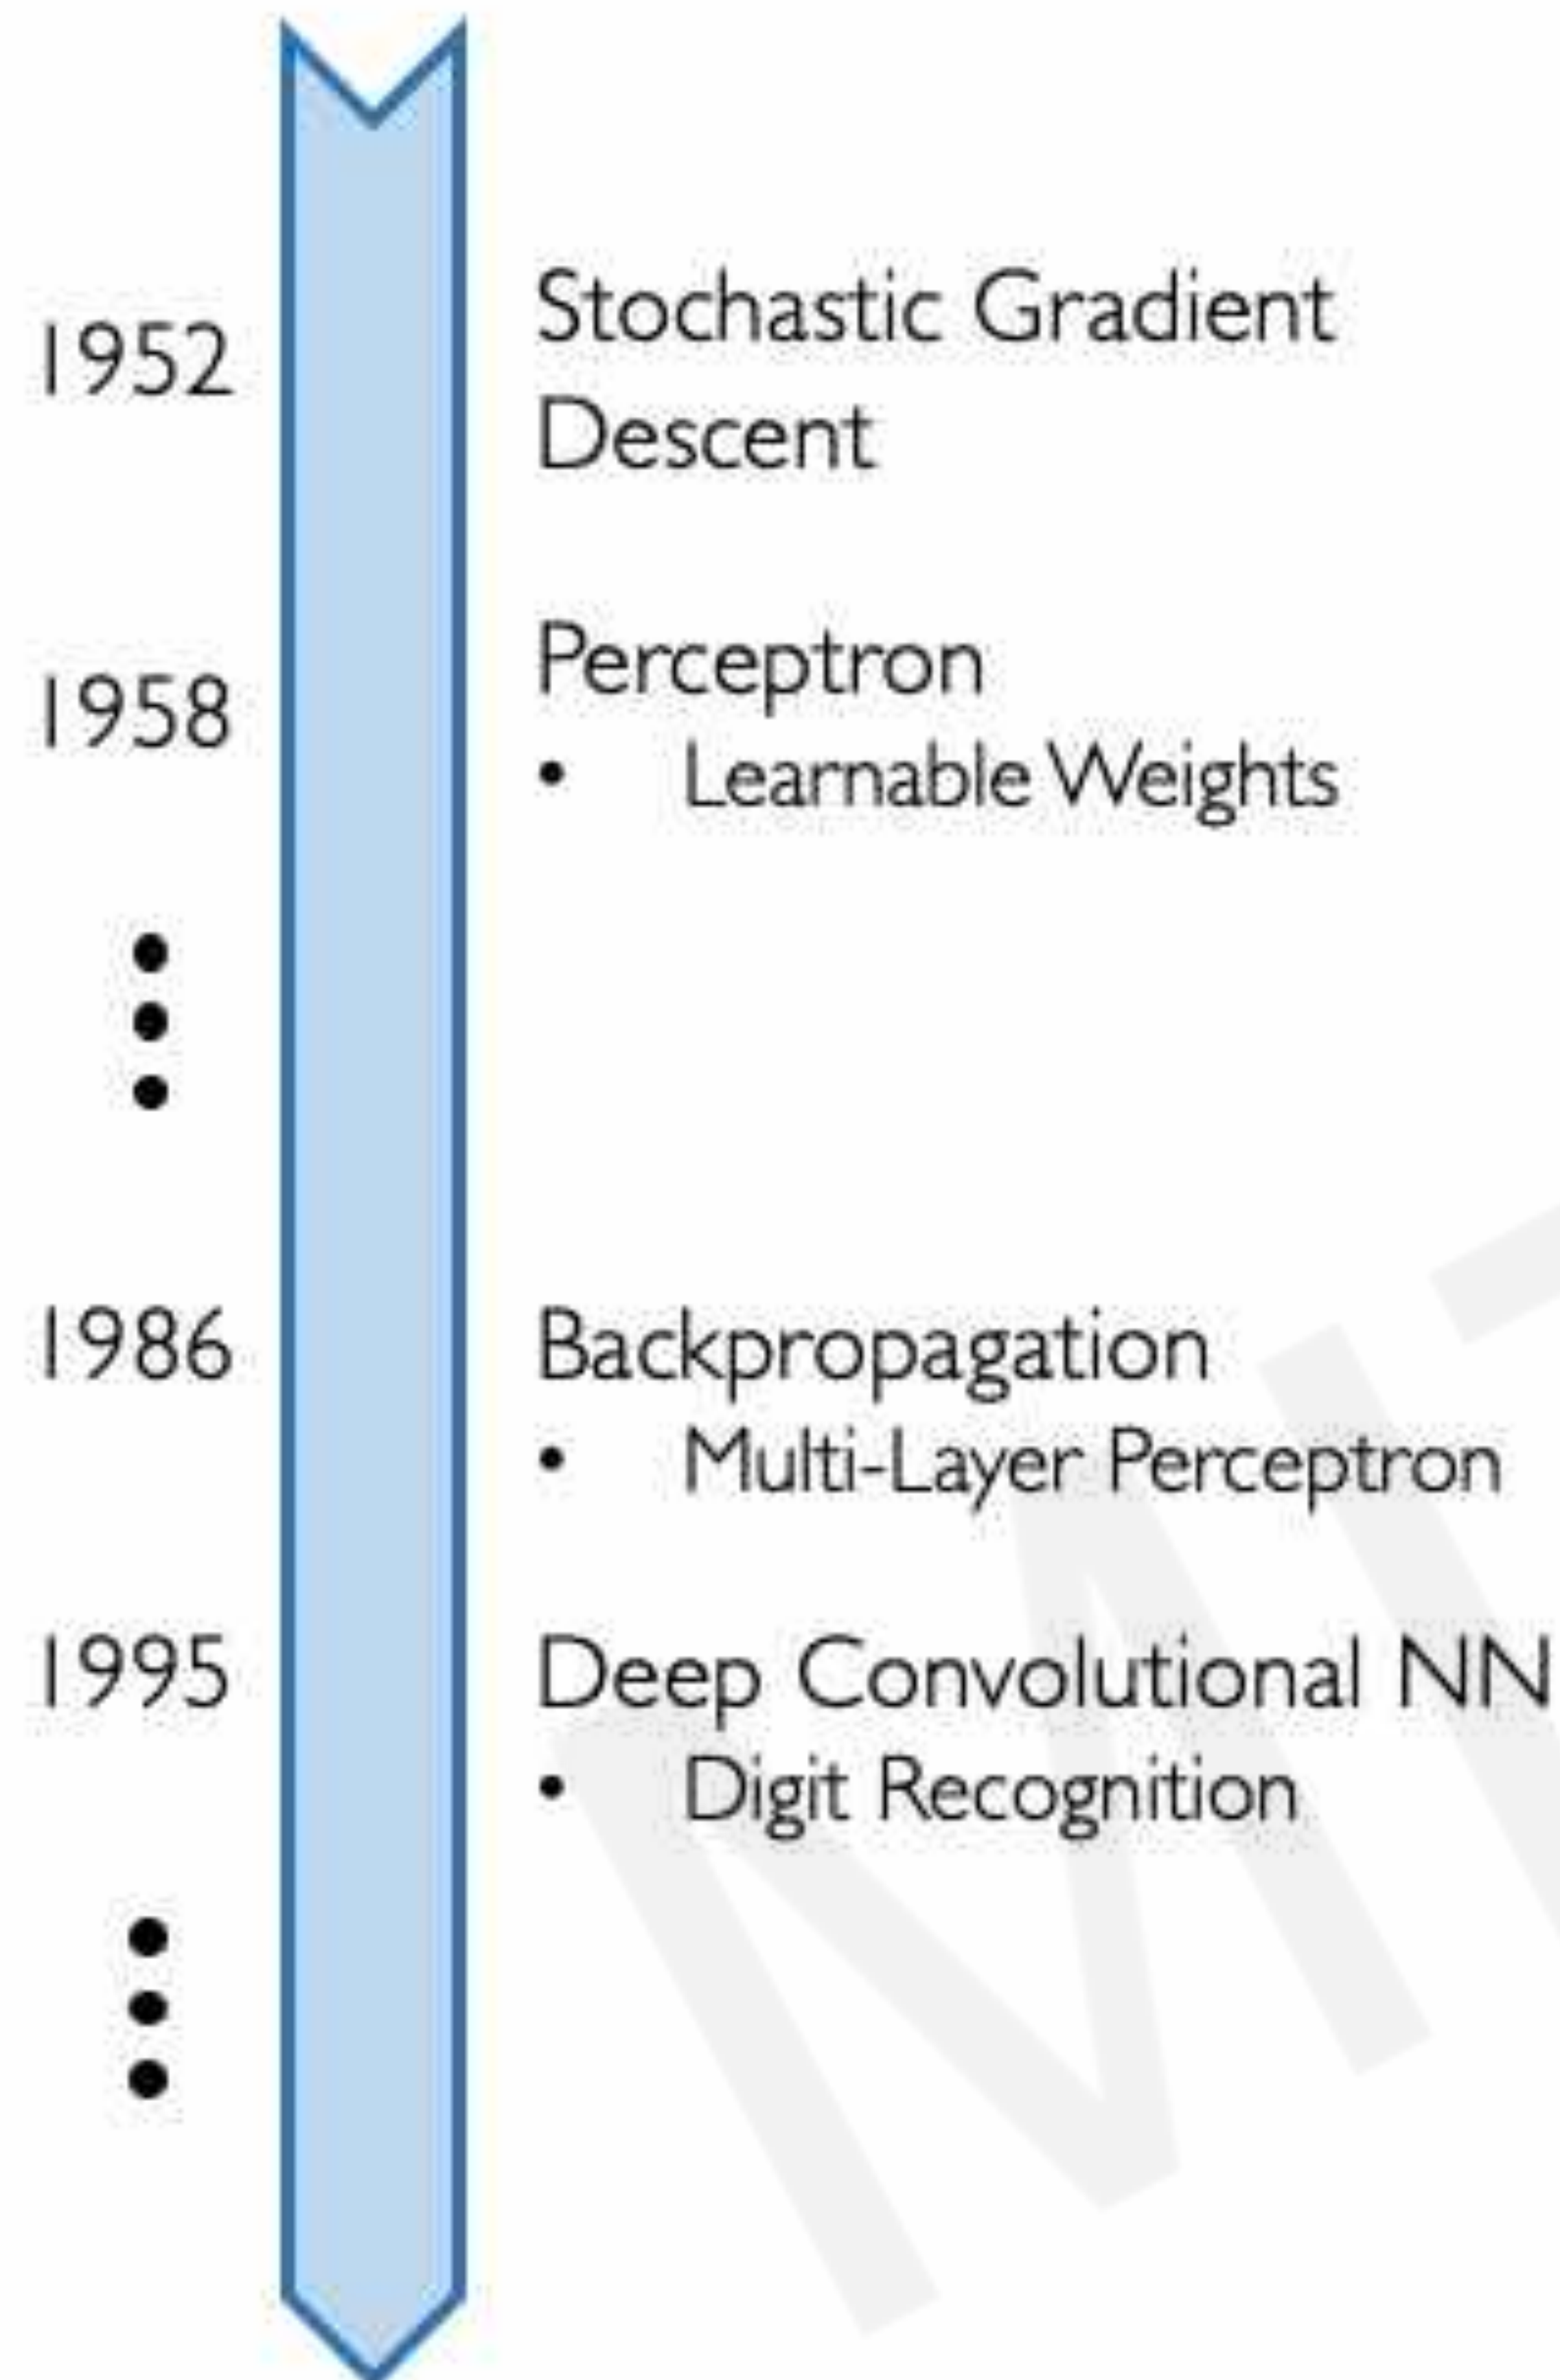 1952
Stochastic Gradient
Descent
1958
Perceptron
• Learnable Weights
1986
Backpropagation
• Multi-Layer Perceptron
1995
Deep Convolutional NN
• Digit Recognition